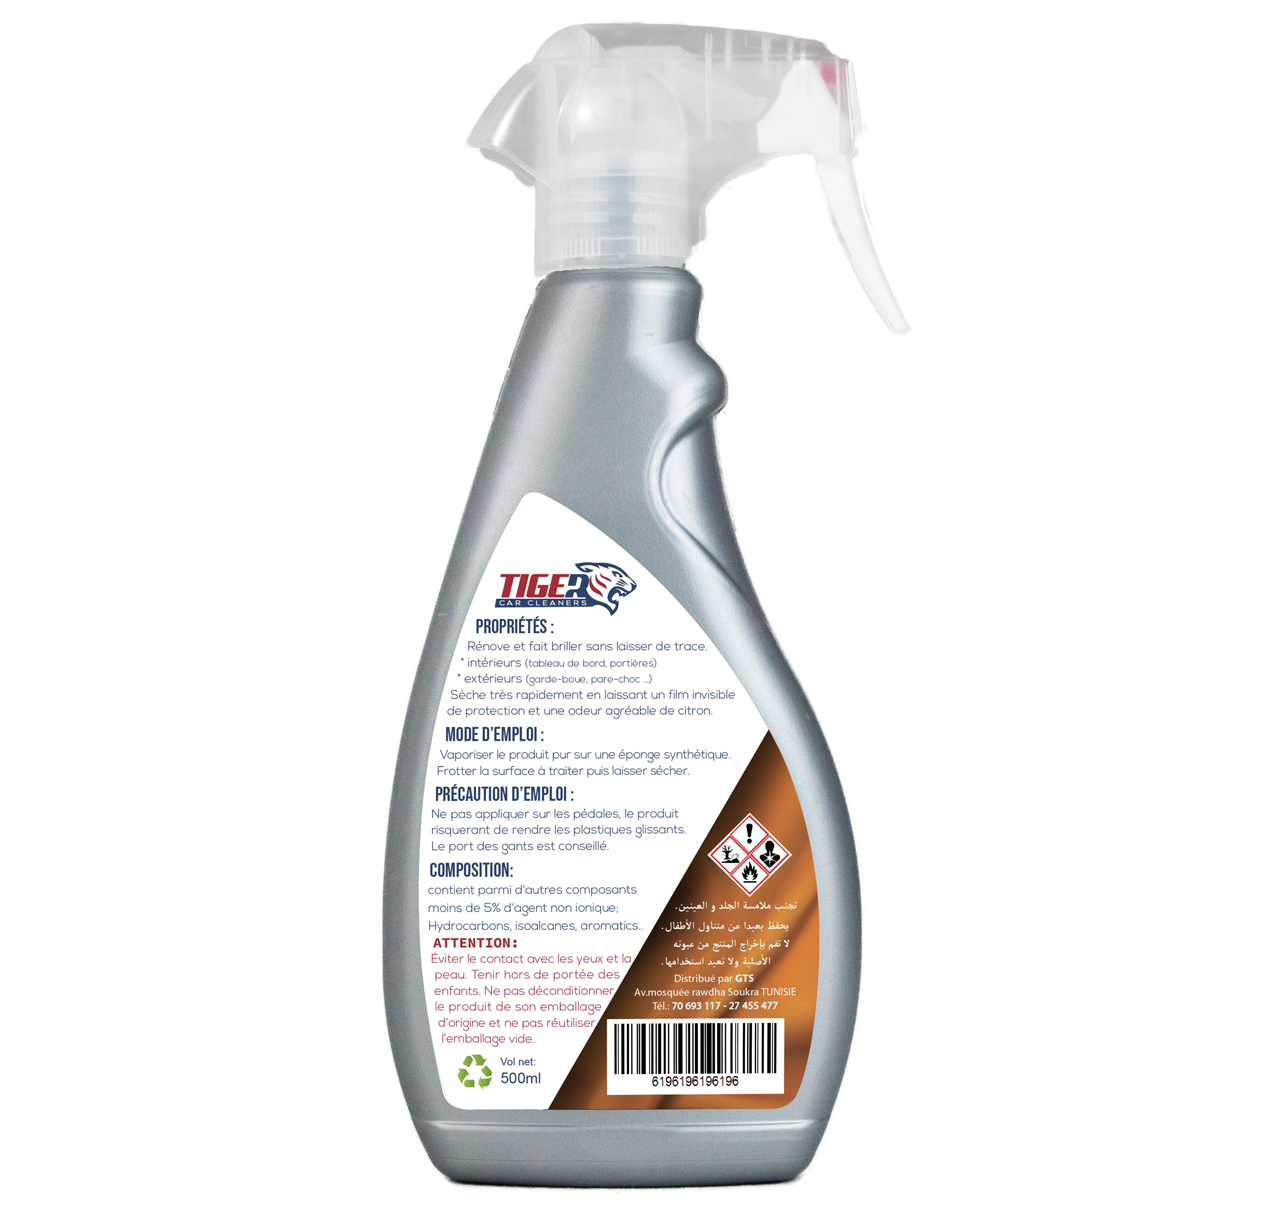 TIGER
CAR CLEANERS
PROPRIÉTÉS :
Rénove et fait briller sans laisser de trace.
* intérieurs (tableau de bord, portières)
* extérieurs (garde-boue, pare-choc ...)
Sèche très rapidement en laissant un film invisible
de protection et une odeur agréable de citron.
MODE D'EMPLOI :
Vaporiser le produit pur sur une éponge synthétique.
Frotter la surface à traiter puis laisser sécher.
PRÉCAUTION D'EMPLOI :
Ne pas appliquer sur les pédales, le produit
risquerant de rendre les plastiques glissants.
Le port des gants est conseillé.
COMPOSITION:
contient parmi d'autres composants
moins de 5% d'agent non ionique;
Hydrocarbons, isoalcanes, aromatics..
ATTENTION:
Éviter le contact avec les yeux et la
peau. Tenir hors de portée des
enfants. Ne pas déconditionner
le produit de son emballage
d'origine et ne pas réutiliser
l'emballage vide.
Vol net:
500ml
تجنب ملامسة الجلد و العينين.
يحفظ بعيدا عن متناول الأطفال.
لا تقم بإخراج المنتج من عبوته
الأصلية ولا تعيد استخدامها.
Distribué par GTS
Av.mosquée rawdha Soukra TUNISIE
Tél.: 70 693 117 - 27 455 477
6196196196196